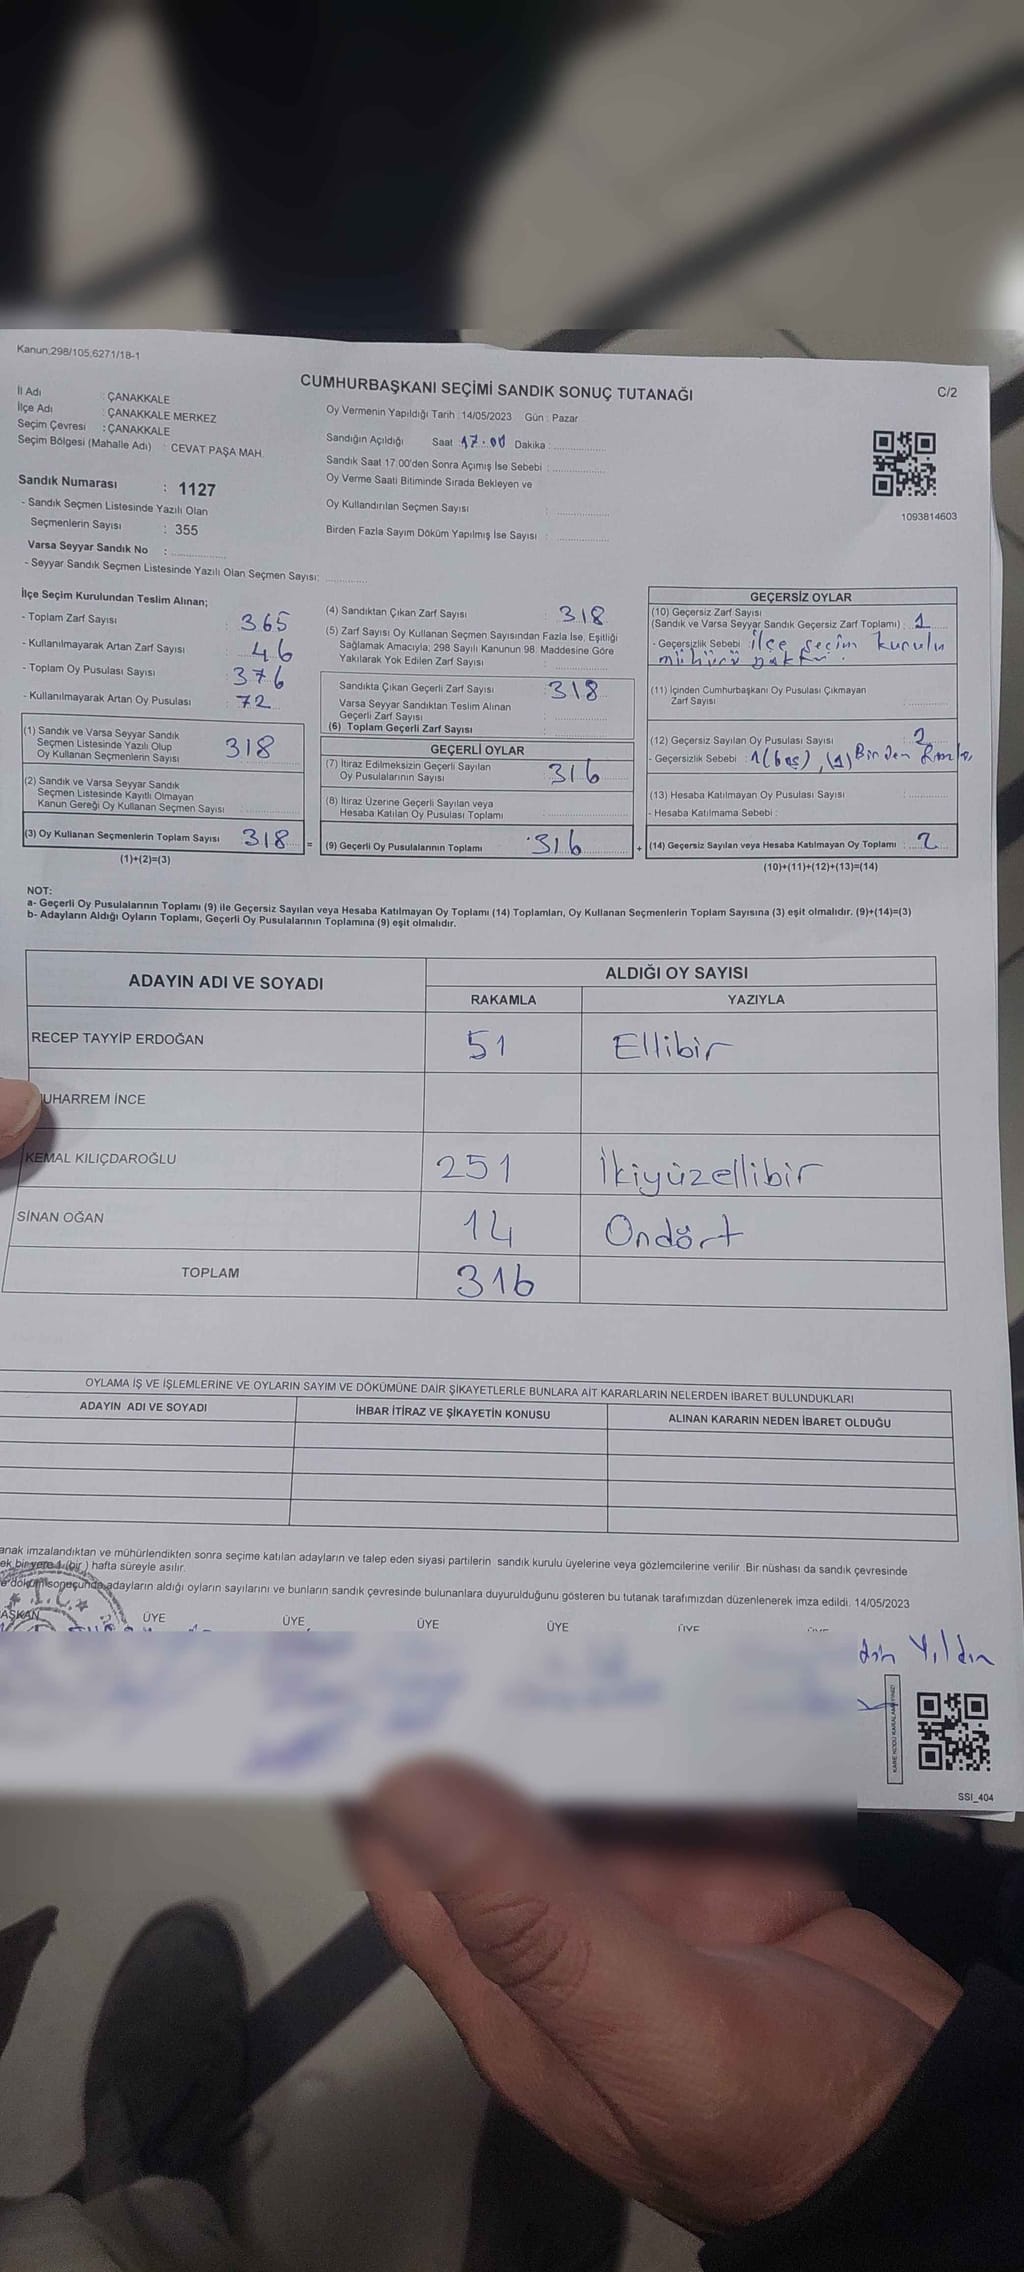 Kanun;298/105,6271/18-1
CUMHURBAŞKANI SEÇİMİ SANDIK SONUÇ TUTANAĞI
C/2
İl Adı : ÇANAKKALE
İlçe Adı : ÇANAKKALE MERKEZ
Seçim Çevresi : ÇANAKKALE
Seçim Bölgesi (Mahalle Adı) : CEVAT PAŞA MAH.
Oy Vermenin Yapıldığı Tarih : 14/05/2023 Gün : Pazar
Sandığın Açıldığı Saat 17.00 Dakika :
Sandık Saat 17.00'den Sonra Açımış İse Sebebi :
Oy Verme Saati Bitiminde Sırada Bekleyen ve
Oy Kullandırılan Seçmen Sayısı :
Birden Fazla Sayım Döküm Yapılmış İse Sayısı :
1093814603
Sandık Numarası : 1127
- Sandık Seçmen Listesinde Yazılı Olan
Seçmenlerin Sayısı : 355
Varsa Seyyar Sandık No :
- Seyyar Sandık Seçmen Listesinde Yazılı Olan Seçmen Sayısı:
İlçe Seçim Kurulundan Teslim Alınan;
- Toplam Zarf Sayısı : 365
- Kullanılmayarak Artan Zarf Sayısı : 46
- Toplam Oy Pusulası Sayısı : 376
- Kullanılmayarak Artan Oy Pusulası : 72
(1) Sandık ve Varsa Seyyar Sandık
Seçmen Listesinde Yazılı Olup
Oy Kullanan Seçmenlerin Sayısı 318
(2) Sandık ve Varsa Seyyar Sandık
Seçmen Listesinde Kayıtlı Olmayan
Kanun Gereği Oy Kullanan Seçmen Sayısı
(3) Oy Kullanan Seçmenlerin Toplam Sayısı 318 =
(1)+(2)=(3)
(4) Sandıktan Çıkan Zarf Sayısı : 318
(5) Zarf Sayısı Oy Kullanan Seçmen Sayısından Fazla İse, Eşitliği
Sağlamak Amacıyla; 298 Sayılı Kanunun 98. Maddesine Göre
Yakılarak Yok Edilen Zarf Sayısı :
Sandıkta Çıkan Geçerli Zarf Sayısı : 318
Varsa Seyyar Sandıktan Teslim Alınan
Geçerli Zarf Sayısı :
(6) Toplam Geçerli Zarf Sayısı :
GEÇERLİ OYLAR
(7) İtiraz Edilmeksizin Geçerli Sayılan
Oy Pusulalarının Sayısı 316
(8) İtiraz Üzerine Geçerli Sayılan veya
Hesaba Katılan Oy Pusulası Toplamı
(9) Geçerli Oy Pusulalarının Toplamı 316 +
GEÇERSİZ OYLAR
(10) Geçersiz Zarf Sayısı
(Sandık ve Varsa Seyyar Sandık Geçersiz Zarf Toplamı) : 1
- Geçersizlik Sebebi : ilçe seçim kurulu
mührü
(11) İçinden Cumhurbaşkanı Oy Pusulası Çıkmayan
Zarf Sayısı :
(12) Geçersiz Sayılan Oy Pusulası Sayısı : 2
- Geçersizlik Sebebi : 1(boş), (1) Birden
(13) Hesaba Katılmayan Oy Pusulası Sayısı :
- Hesaba Katılmama Sebebi :
(14) Geçersiz Sayılan veya Hesaba Katılmayan Oy Toplamı : 2
(10)+(11)+(12)+(13)=(14)
NOT:
a- Geçerli Oy Pusulalarının Toplamı (9) ile Geçersiz Sayılan veya Hesaba Katılmayan Oy Toplamı (14) Toplamları, Oy Kullanan Seçmenlerin Toplam Sayısına (3) eşit olmalıdır. (9)+(14)=(3)
b- Adayların Aldığı Oyların Toplamı, Geçerli Oy Pusulalarının Toplamına (9) eşit olmalıdır.
ADAYIN ADI VE SOYADI ALDIĞI OY SAYISI
RAKAMLA YAZIYLA
RECEP TAYYİP ERDOĞAN 51 Ellibir
UHARREM İNCE
KEMAL KILIÇDAROĞLU 251 İkiyüzellibir
SİNAN OĞAN 14 Ondört
TOPLAM 316
OYLAMA İŞ VE İŞLEMLERİNE VE OYLARIN SAYIM VE DÖKÜMÜNE DAİR ŞİKAYETLERLE BUNLARA AİT KARARLARIN NELERDEN İBARET BULUNDUKLARI
ADAYIN ADI VE SOYADI İHBAR İTİRAZ VE ŞİKAYETİN KONUSU ALINAN KARARIN NEDEN İBARET OLDUĞU
anak imzalandıktan ve mühürlendikten sonra seçime katılan adayların ve talep eden siyasi partilerin sandık kurulu üyelerine veya gözlemcilerine verilir. Bir nüshası da sandık çevresinde
ek bir yere 1 (bir) hafta süreyle asılır.
e döküm sonucunda adayların aldığı oyların sayılarını ve bunların sandık çevresinde bulunanlara duyurulduğunu gösteren bu tutanak tarafımızdan düzenlenerek imza edildi. 14/05/2023
AŞKAN ÜYE ÜYE ÜYE ÜYE ÜYE
KARE KODU KARALAMAYINIZ!
SSI_404